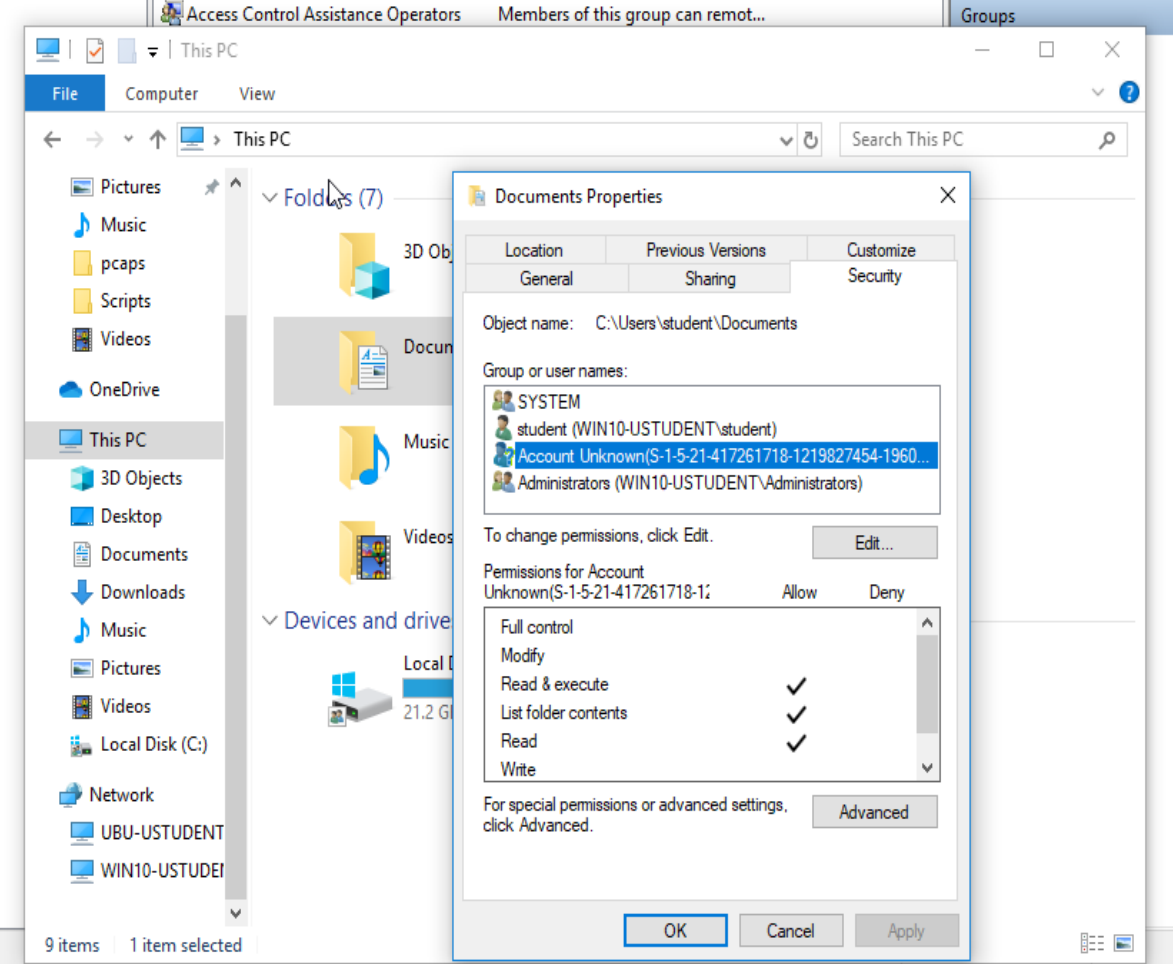 Access Control Assistance Operators Members of this group can remot...
Groups
This PC
File Computer View
This PC
Search This PC
Pictures
Music
pcaps
Scripts
Videos
OneDrive
This PC
3D Objects
Desktop
Documents
Downloads
Music
Pictures
Videos
Local Disk (C:)
Network
UBU-USTUDENT
WIN10-USTUDE
9 items 1 item selected
Folders (7)
3D Ob
Docum
Music
Videos
Devices and drive
Local
21.2 G
Documents Properties
Location Previous Versions Customize
General Sharing Security
Object name: C:\Users\student\Documents
Group or user names:
SYSTEM
student (WIN10-USTUDENT\student)
Account Unknown(S-1-5-21-417261718-1219827454-1960...
Administrators (WIN10-USTUDENT\Administrators)
To change permissions, click Edit.
Edit...
Permissions for Account
Unknown(S-1-5-21-417261718-12 Allow Deny
Full control
Modify
Read & execute
List folder contents
Read
Write
For special permissions or advanced settings,
click Advanced.
Advanced
OK Cancel Apply